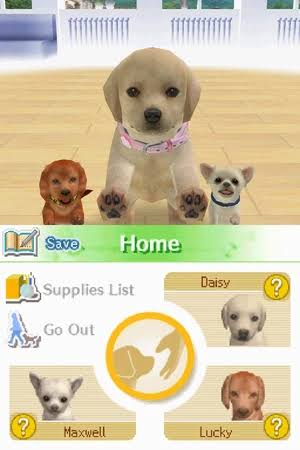 Save
Home
Supplies List
Daisy
?
Go Out
?
Maxwell
?
Lucky